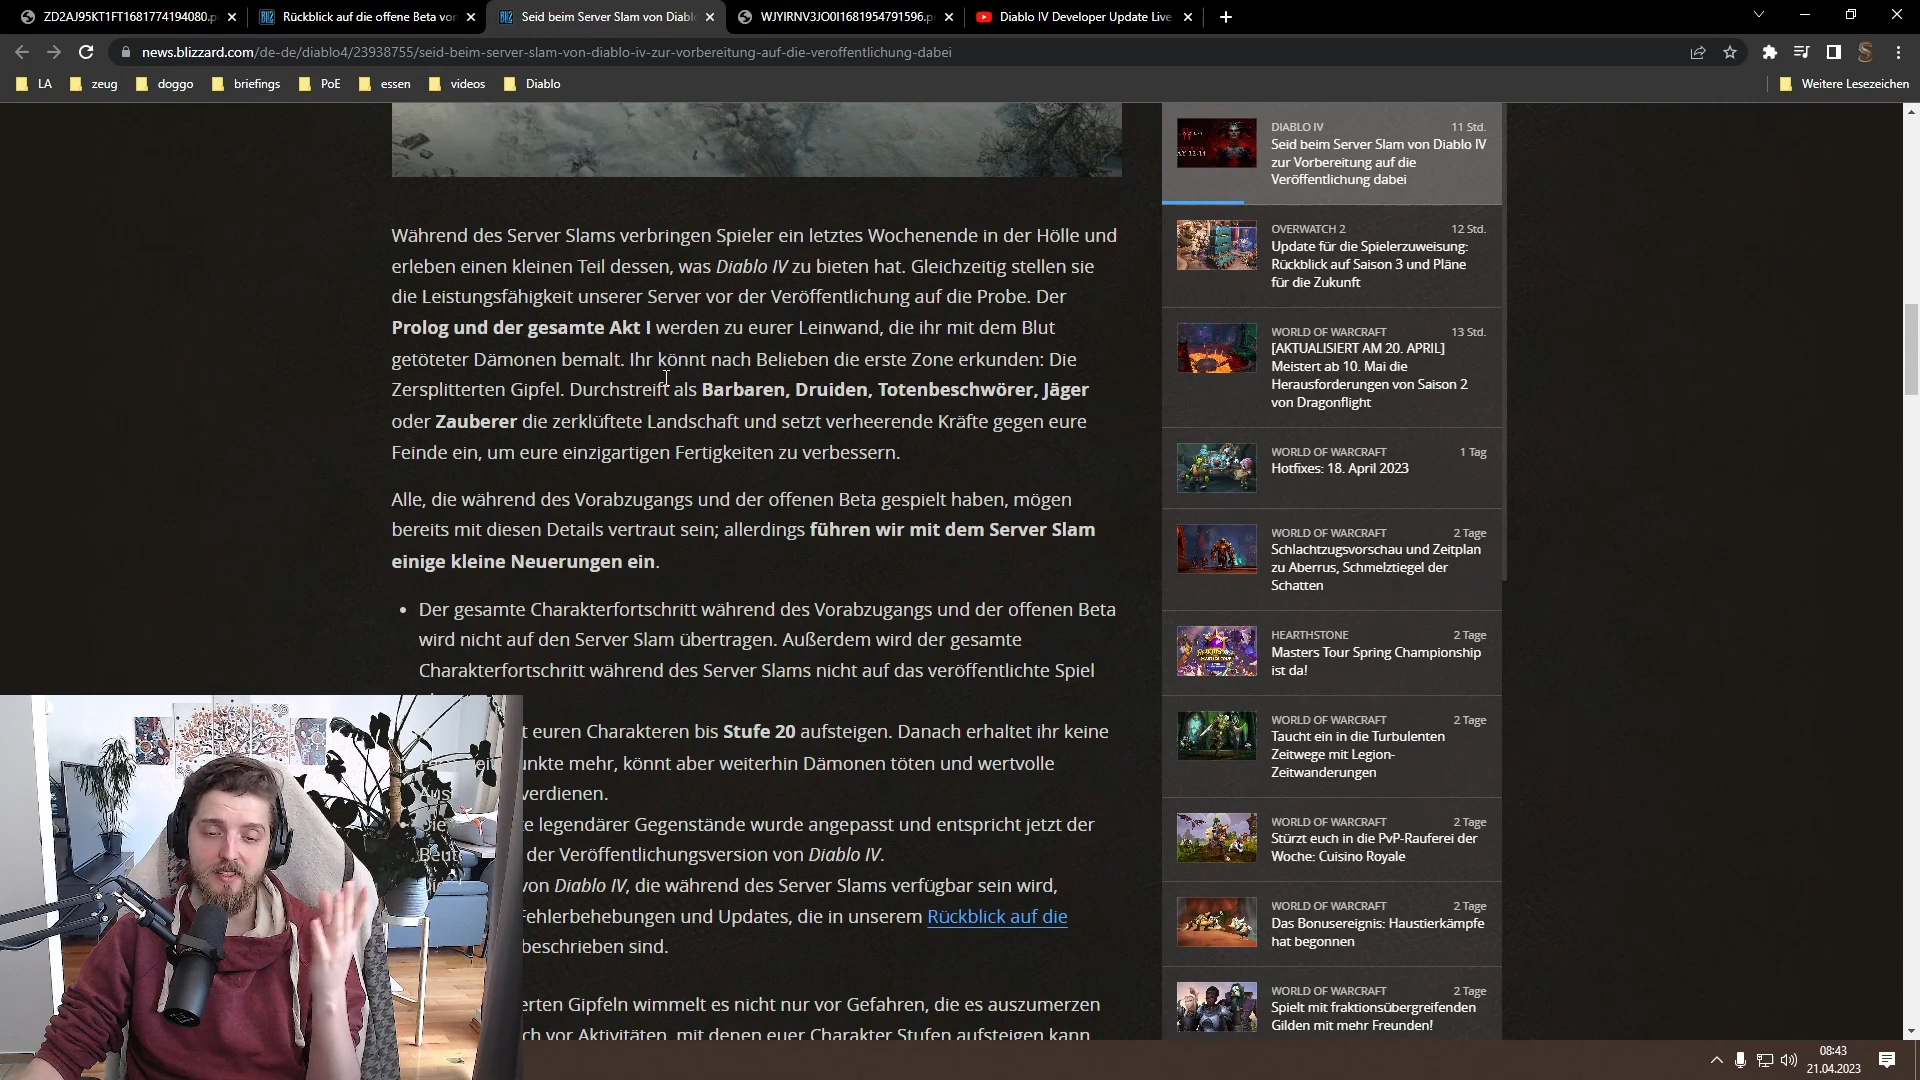 ZD2AJ95KT1FT1681774194080.p
Rückblick auf die offene Beta vor
Seid beim Server Slam von Diabl
WJYIRNV3JO0I1681954791596.p
Diablo IV Developer Update Live
news.blizzard.com/de-de/diablo4/23938755/seid-beim-server-slam-von-diablo-iv-zur-vorbereitung-auf-die-veroffentlichung-dabei
LA
zeug
doggo
briefings
PoE
essen
videos
Diablo
Weitere Lesezeichen
Während des Server Slams verbringen Spieler ein letztes Wochenende in der Hölle und
erleben einen kleinen Teil dessen, was Diablo IV zu bieten hat. Gleichzeitig stellen sie
die Leistungsfähigkeit unserer Server vor der Veröffentlichung auf die Probe. Der
Prolog und der gesamte Akt I werden zu eurer Leinwand, die ihr mit dem Blut
getöteter Dämonen bemalt. Ihr könnt nach Belieben die erste Zone erkunden: Die
Zersplitterten Gipfel. Durchstreift als Barbaren, Druiden, Totenbeschwörer, Jäger
oder Zauberer die zerklüftete Landschaft und setzt verheerende Kräfte gegen eure
Feinde ein, um eure einzigartigen Fertigkeiten zu verbessern.
Alle, die während des Vorabzugangs und der offenen Beta gespielt haben, mögen
bereits mit diesen Details vertraut sein; allerdings führen wir mit dem Server Slam
einige kleine Neuerungen ein.
• Der gesamte Charakterfortschritt während des Vorabzugangs und der offenen Beta
wird nicht auf den Server Slam übertragen. Außerdem wird der gesamte
Charakterfortschritt während des Server Slams nicht auf das veröffentlichte Spiel
t euren Charakteren bis Stufe 20 aufsteigen. Danach erhaltet ihr keine
unkte mehr, könnt aber weiterhin Dämonen töten und wertvolle
Aus verdienen.
Die te legendärer Gegenstände wurde angepasst und entspricht jetzt der
Beut der Veröffentlichungsversion von Diablo IV.
Di von Diablo IV, die während des Server Slams verfügbar sein wird,
Fehlerbehebungen und Updates, die in unserem Rückblick auf die
beschrieben sind.
erten Gipfeln wimmelt es nicht nur vor Gefahren, die es auszumerzen
ch vor Aktivitäten, mit denen euer Charakter Stufen aufsteigen kann.
DIABLO IV 11 Std.
Seid beim Server Slam von Diablo IV
zur Vorbereitung auf die
Veröffentlichung dabei
OVERWATCH 2 12 Std.
Update für die Spielerzuweisung:
Rückblick auf Saison 3 und Pläne
für die Zukunft
WORLD OF WARCRAFT 13 Std.
[AKTUALISIERT AM 20. APRIL]
Meistert ab 10. Mai die
Herausforderungen von Saison 2
von Dragonflight
WORLD OF WARCRAFT 1 Tag
Hotfixes: 18. April 2023
WORLD OF WARCRAFT 2 Tage
Schlachtzugsvorschau und Zeitplan
zu Aberrus, Schmelztiegel der
Schatten
HEARTHSTONE 2 Tage
Masters Tour Spring Championship
ist da!
WORLD OF WARCRAFT 2 Tage
Taucht ein in die Turbulenten
Zeitwege mit Legion-
Zeitwanderungen
WORLD OF WARCRAFT 2 Tage
Stürzt euch in die PvP-Rauferei der
Woche: Cuisino Royale
WORLD OF WARCRAFT 2 Tage
Das Bonusereignis: Haustierkämpfe
hat begonnen
WORLD OF WARCRAFT 2 Tage
Spielt mit fraktionsübergreifenden
Gilden mit mehr Freunden!
08:43
21.04.2023